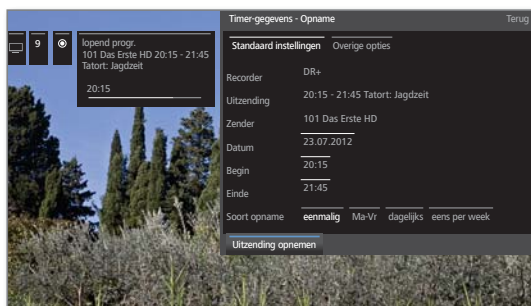 Timer-gegevens - Opname
Terug
9
lopend progr.
101 Das Erste HD 20:15 - 21:45
Tatort: Jagdzeit
20:15
Standaard instellingen
Overige opties
Recorder
DR+
Uitzending
20:15 - 21:45 Tatort: Jagdzeit
Zender
101 Das Erste HD
Datum
23.07.2012
Begin
20:15
Einde
21:45
Soort opname
eenmalig
Ma-Vr
dagelijks
eens per week
Uitzending opnemen